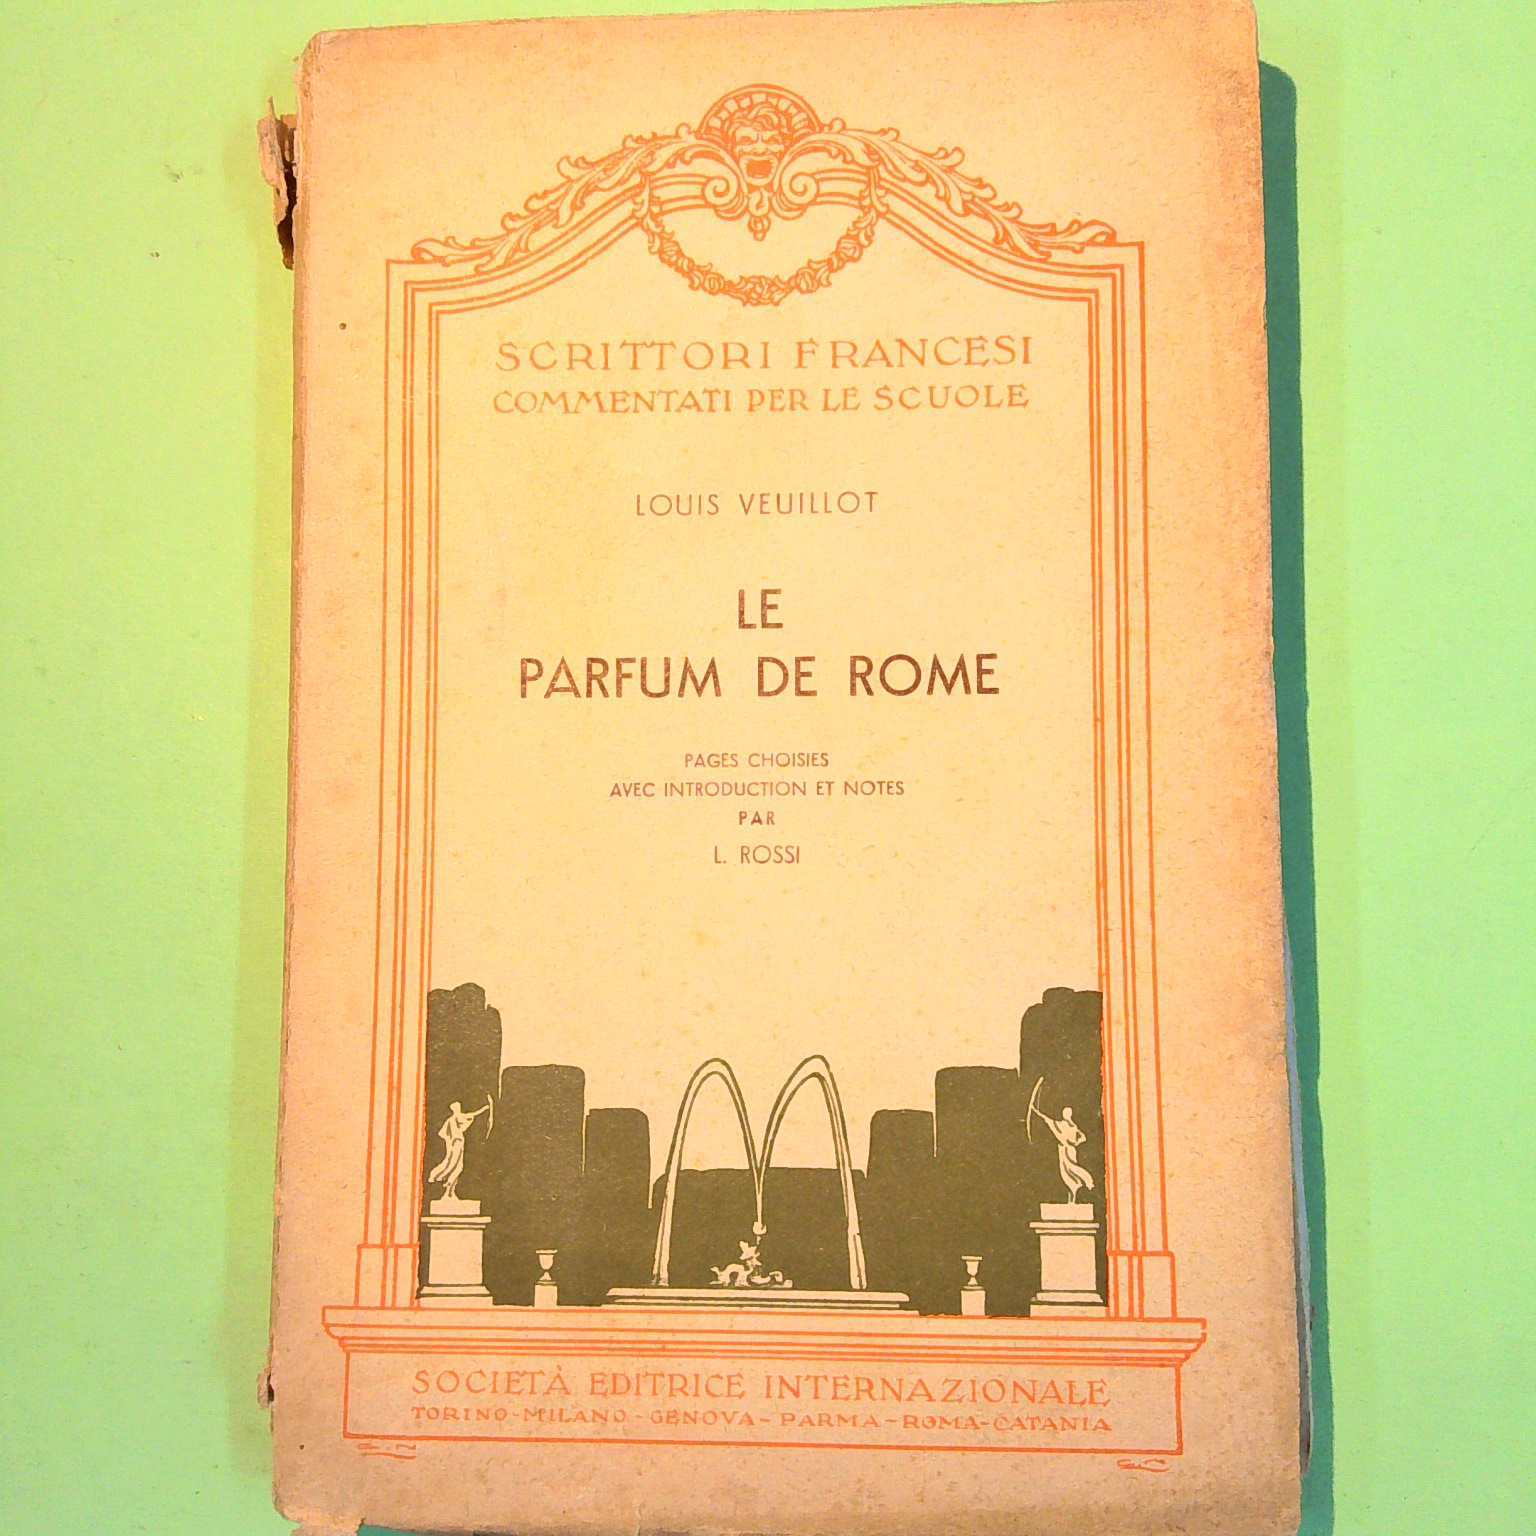 SCRITTORI FRANCESI
COMMENTATI PER LE SCUOLE
LOUIS VEUILLOT
LE
PARFUM DE ROME
PAGES CHOISIES
AVEC INTRODUCTION ET NOTES
PAR
L. ROSSI
SOCIETÀ EDITRICE INTERNAZIONALE
TORINO-MILANO-GENOVA-PARMA-ROMA-CATANIA